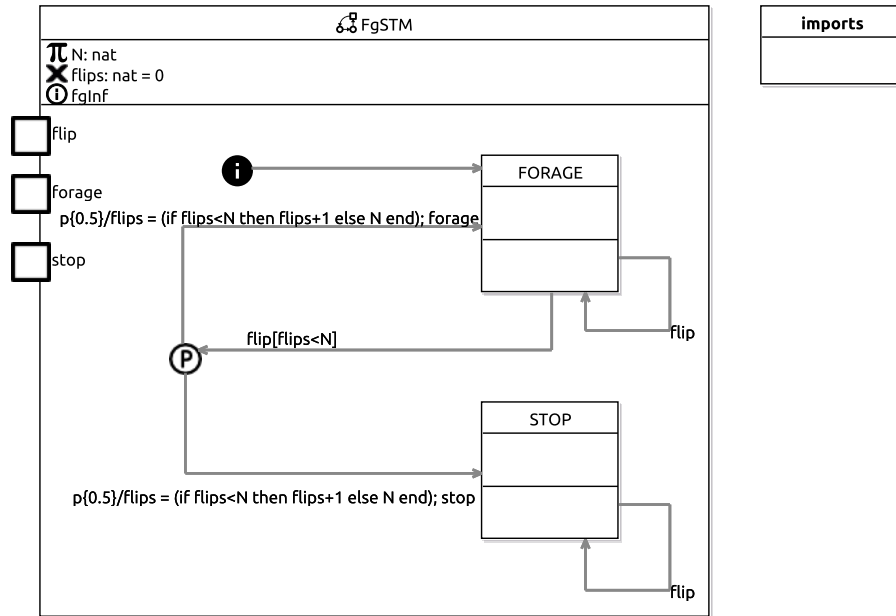 FgSTM
imports
N: nat
flips: nat = 0
i fgInf
flip
i
FORAGE
forage
p{0.5}/flips = (if flips<N then flips+1 else N end); forage
stop
flip
flip[flips<N]
P
STOP
p{0.5}/flips = (if flips<N then flips+1 else N end); stop
flip